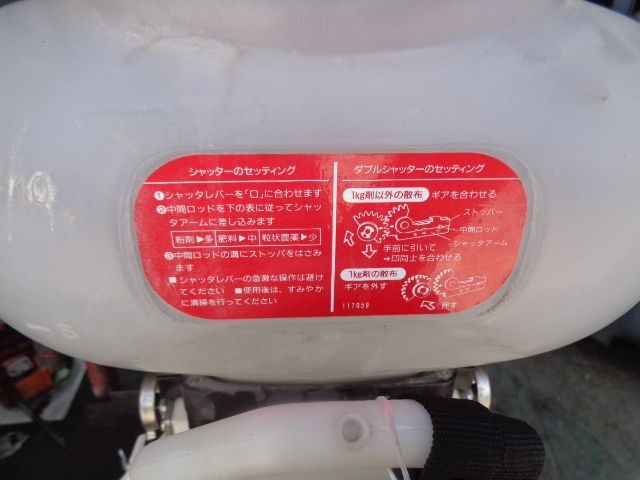 シャッターのセッティング
❶シャッタレバーを「0」に合わせます
❷中間ロッドを下の表に従ってシャッ
タアームに差し込みます
粉剤▶多 肥料▶中 粒状農薬▶少
❸中間ロッドの溝にストッパをはさみ
ます
■シャッタレバーの急激な操作は避け
てください ■使用後は、すみやか
に清掃を行ってください
ダブルシャッターのセッティング
1kg剤以外の散布 ギアを合わせる
ストッパー
中間ロッド
シャッタアーム
手前に引いて
→印同士を合わせる
1kg剤の散布
ギアを外す
押す
117059
10
5